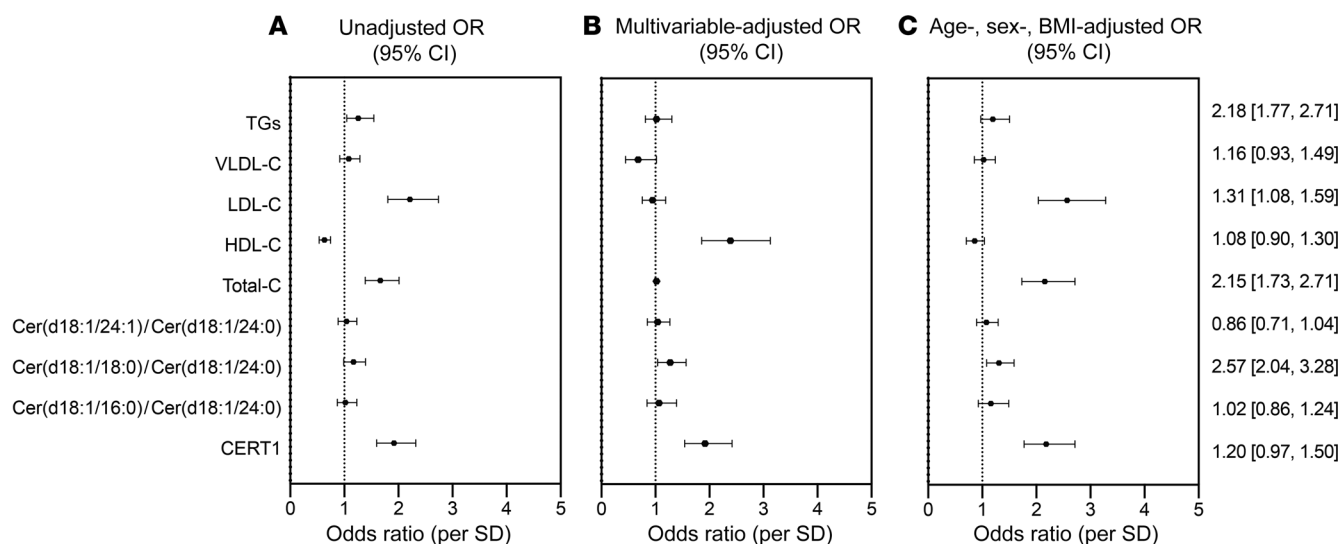 A Unadjusted OR
(95% CI)
B Multivariable-adjusted OR
(95% CI)
C Age-, sex-, BMI-adjusted OR
(95% CI)
TGs
VLDL-C
LDL-C
HDL-C
Total-C
Cer(d18:1/24:1)/Cer(d18:1/24:0)
Cer(d18:1/18:0)/Cer(d18:1/24:0)
Cer(d18:1/16:0)/Cer(d18:1/24:0)
CERT1
2.18 [1.77, 2.71]
1.16 [0.93, 1.49]
1.31 [1.08, 1.59]
1.08 [0.90, 1.30]
2.15 [1.73, 2.71]
0.86 [0.71, 1.04]
2.57 [2.04, 3.28]
1.02 [0.86, 1.24]
1.20 [0.97, 1.50]
0 1 2 3 4 5
Odds ratio (per SD)
0 1 2 3 4 5
Odds ratio (per SD)
0 1 2 3 4 5
Odds ratio (per SD)